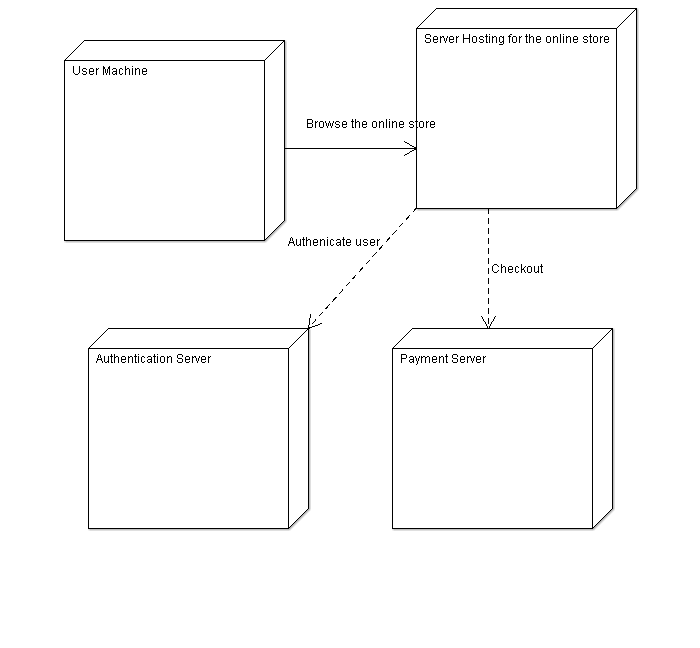 Server Hosting for the online store
User Machine
Browse the online store
Authenicate user
Checkout
Authentication Server
Payment Server